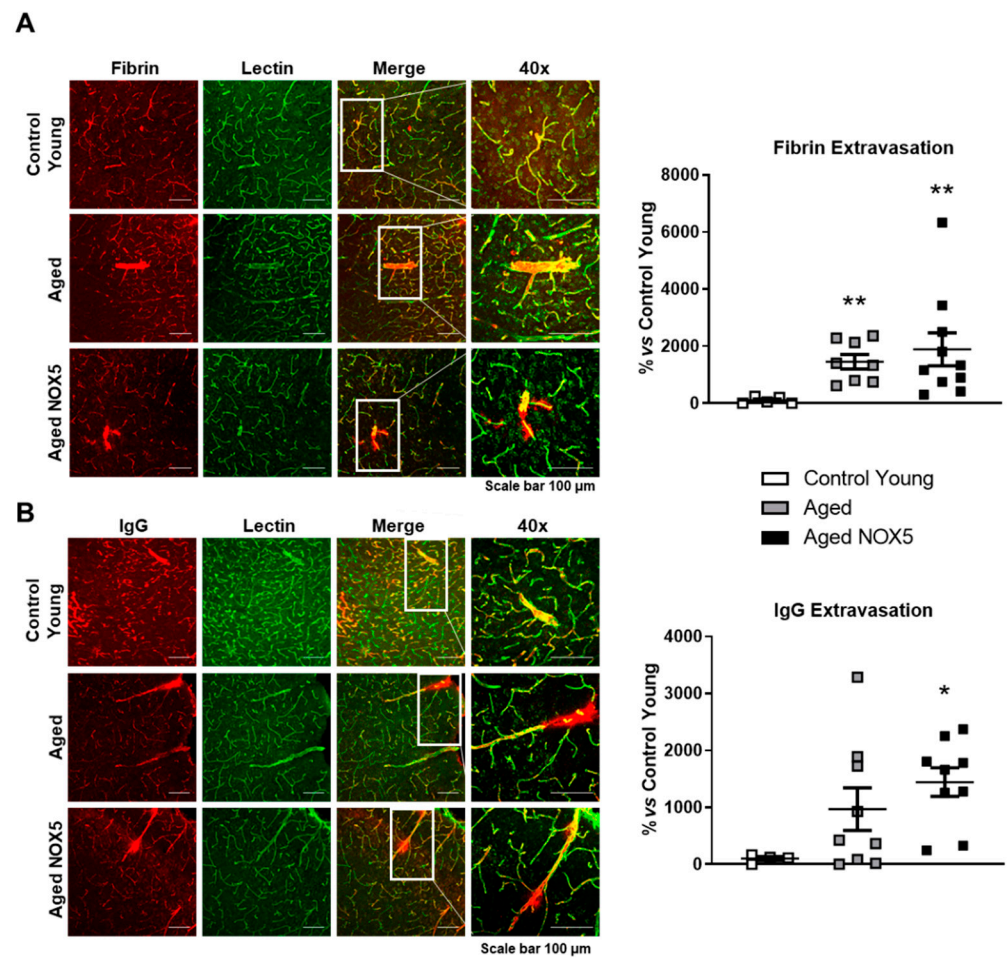 A
Fibrin Lectin Merge 40x
Control Young
Aged
Aged NOX5
Scale bar 100 µm
Fibrin Extravasation
% vs Control Young
8000
6000
4000
2000
0
**
**
Control Young
Aged
Aged NOX5
B
IgG Lectin Merge 40x
Control Young
Aged
Aged NOX5
Scale bar 100 µm
IgG Extravasation
% vs Control Young
4000
3000
2000
1000
0
*